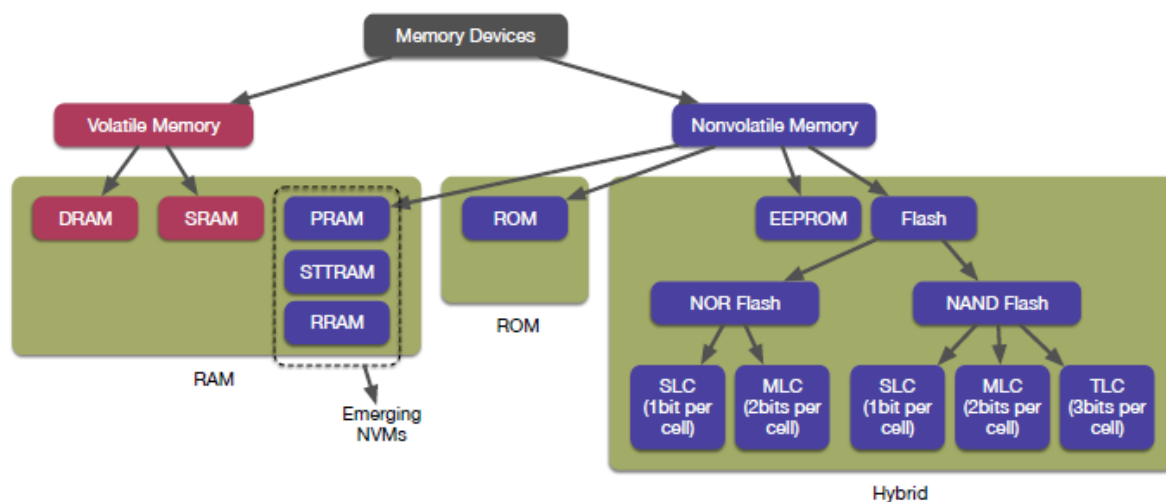 Memory Devices
Volatile Memory
Nonvolatile Memory
DRAM
SRAM
PRAM
ROM
EEPROM
Flash
STTRAM
RRAM
NOR Flash
NAND Flash
ROM
RAM
SLC
(1bit per
cell)
MLC
(2bits per
cell)
SLC
(1bit per
cell)
MLC
(2bits per
cell)
TLC
(3bits per
cell)
Emerging
NVMs
Hybrid